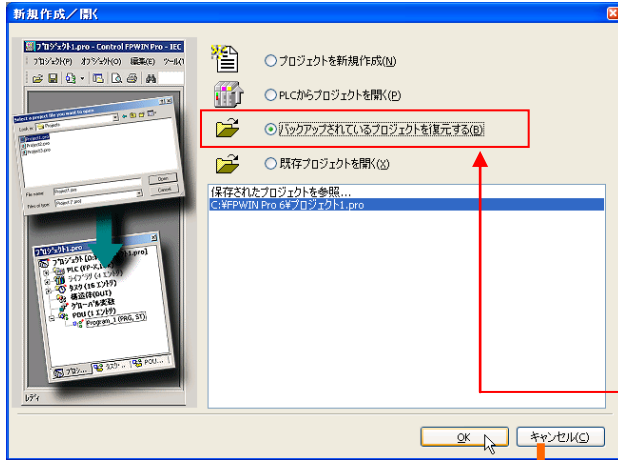 新規作成/開く
プロジェクト1.pro - Control FPWIN Pro - IEC
プロジェクト(P) オブジェクト(O) 編集(E) ツール(
Select a project file you want to open
Look in: Projects
Project1.pro
Project2.pro
Project3.pro
File name: Project1.pro
Open
Files of type:
Cancel
プロジェクト1.pro
PLC (FP-X,
ライブラリ (4 エントリ)
タスク (16 エントリ)
構造体(DUT)
グローバル変数
POU (1 エントリ)
Program_1 (PRG, ST)
プロジ... タスク.. POU...
レディ
プロジェクトを新規作成(N)
PLCからプロジェクトを開く(P)
バックアップされているプロジェクトを復元する(B)
既存プロジェクトを開く(X)
保存されたプロジェクトを参照...
C:¥FPWIN Pro 6¥プロジェクト1.pro
OK
キャンセル(C)